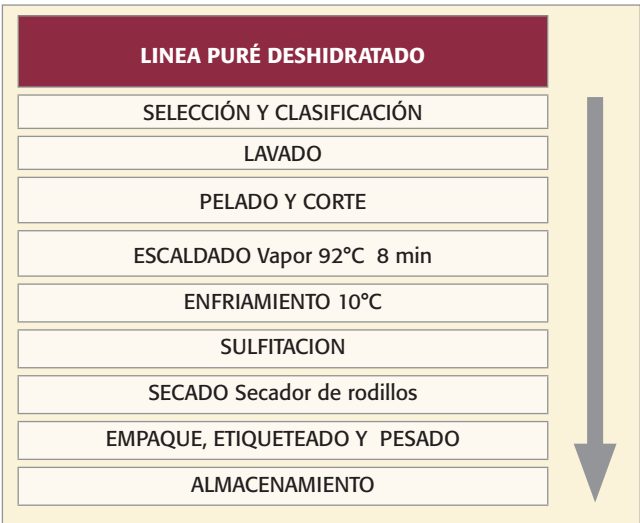 LINEA PURÉ DESHIDRATADO
SELECCIÓN Y CLASIFICACIÓN
LAVADO
PELADO Y CORTE
ESCALDADO Vapor 92°C 8 min
ENFRIAMIENTO 10°C
SULFITACION
SECADO Secador de rodillos
EMPAQUE, ETIQUETEADO Y PESADO
ALMACENAMIENTO